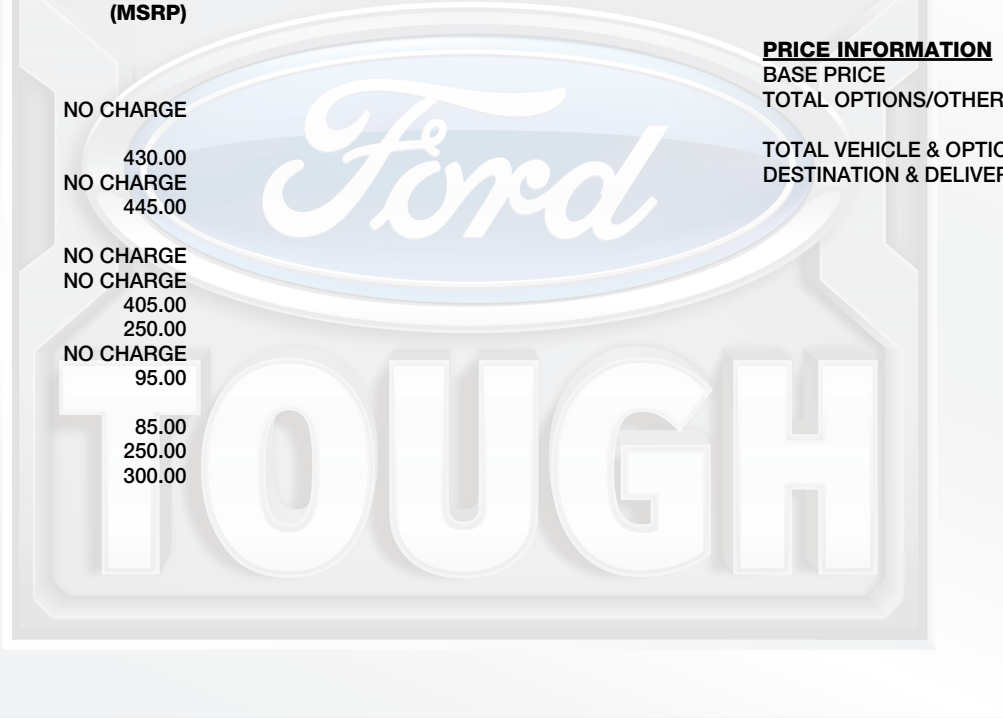 (MSRP)
NO CHARGE
430.00
NO CHARGE
445.00
NO CHARGE
NO CHARGE
405.00
250.00
NO CHARGE
95.00
85.00
250.00
300.00
PRICE INFORMATION
BASE PRICE
TOTAL OPTIONS/OTHER
TOTAL VEHICLE & OPTIO
DESTINATION & DELIVER
Ford
TOUGH